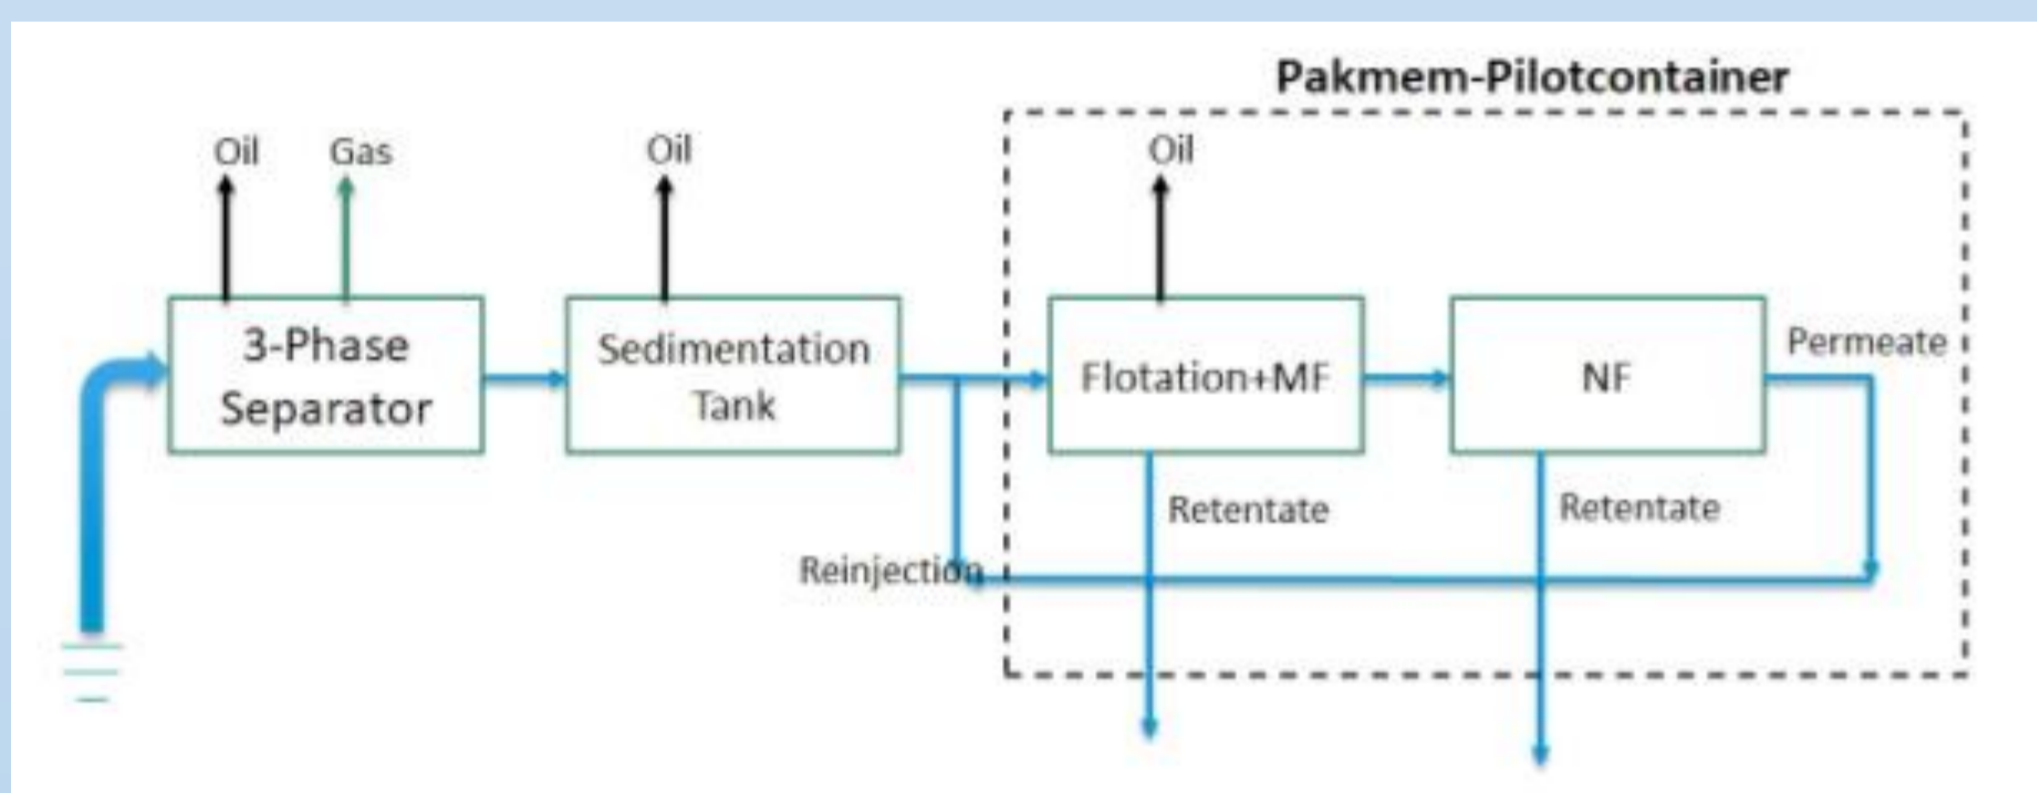 Pakmem-Pilotcontainer
Oil
Gas
Oil
Oil
3-Phase
Separator
Sedimentation
Tank
Flotation+MF
NF
Permeate
Retentate
Retentate
Reinjection